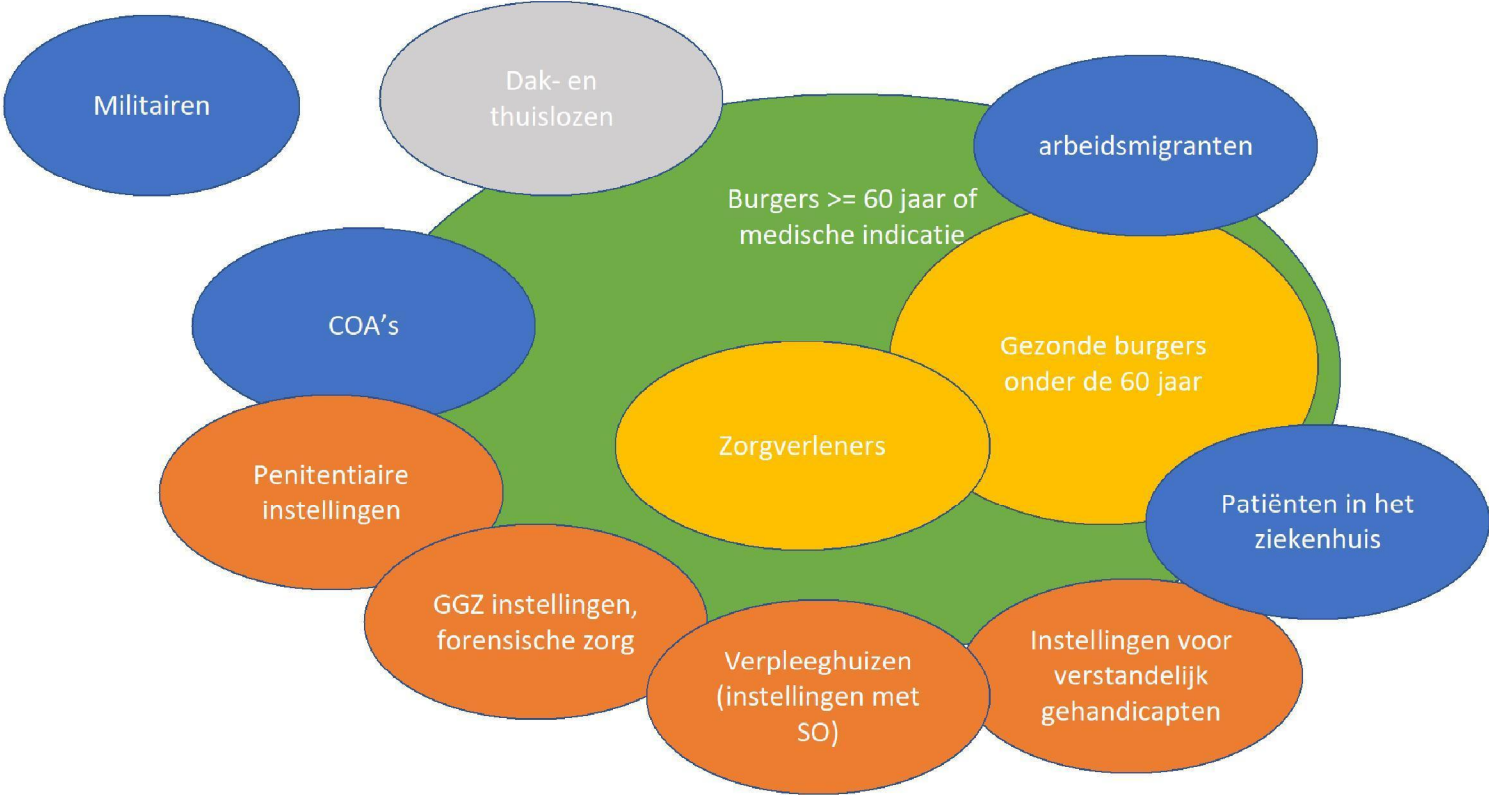 Dak- en
thuislozen
Militairen
arbeidsmigranten
Burgers >= 60 jaar of
medische indicatie
COA's
Gezonde burgers
onder de 60 jaar
Zorgverleners
Penitentiaire
instellingen
Patiënten in het
ziekenhuis
GGZ instellingen,
forensische zorg
Verpleeghuizen
(instellingen met
SO)
Instellingen voor
verstandelijk
gehandicapten